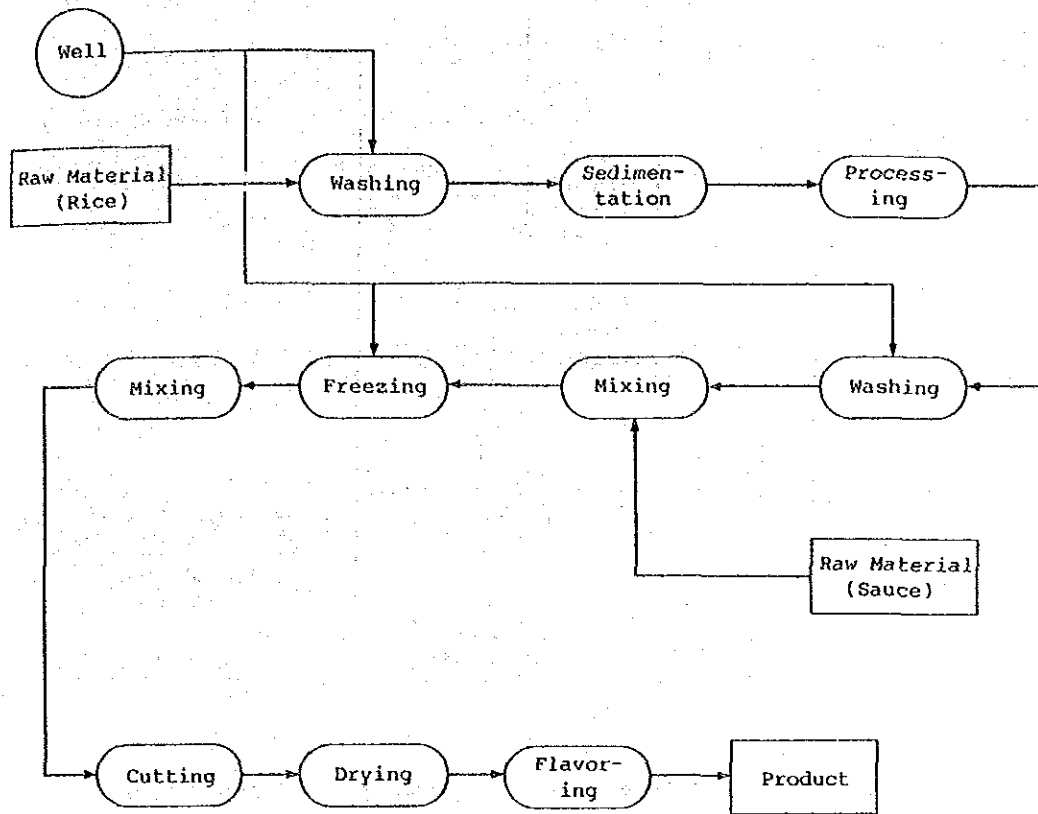 Well
Raw Material
(Rice)
Washing
Sedimen-
tation
Process-
ing
Mixing
Freezing
Mixing
Washing
Raw Material
(Sauce)
Cutting
Drying
Flavor-
ing
Product